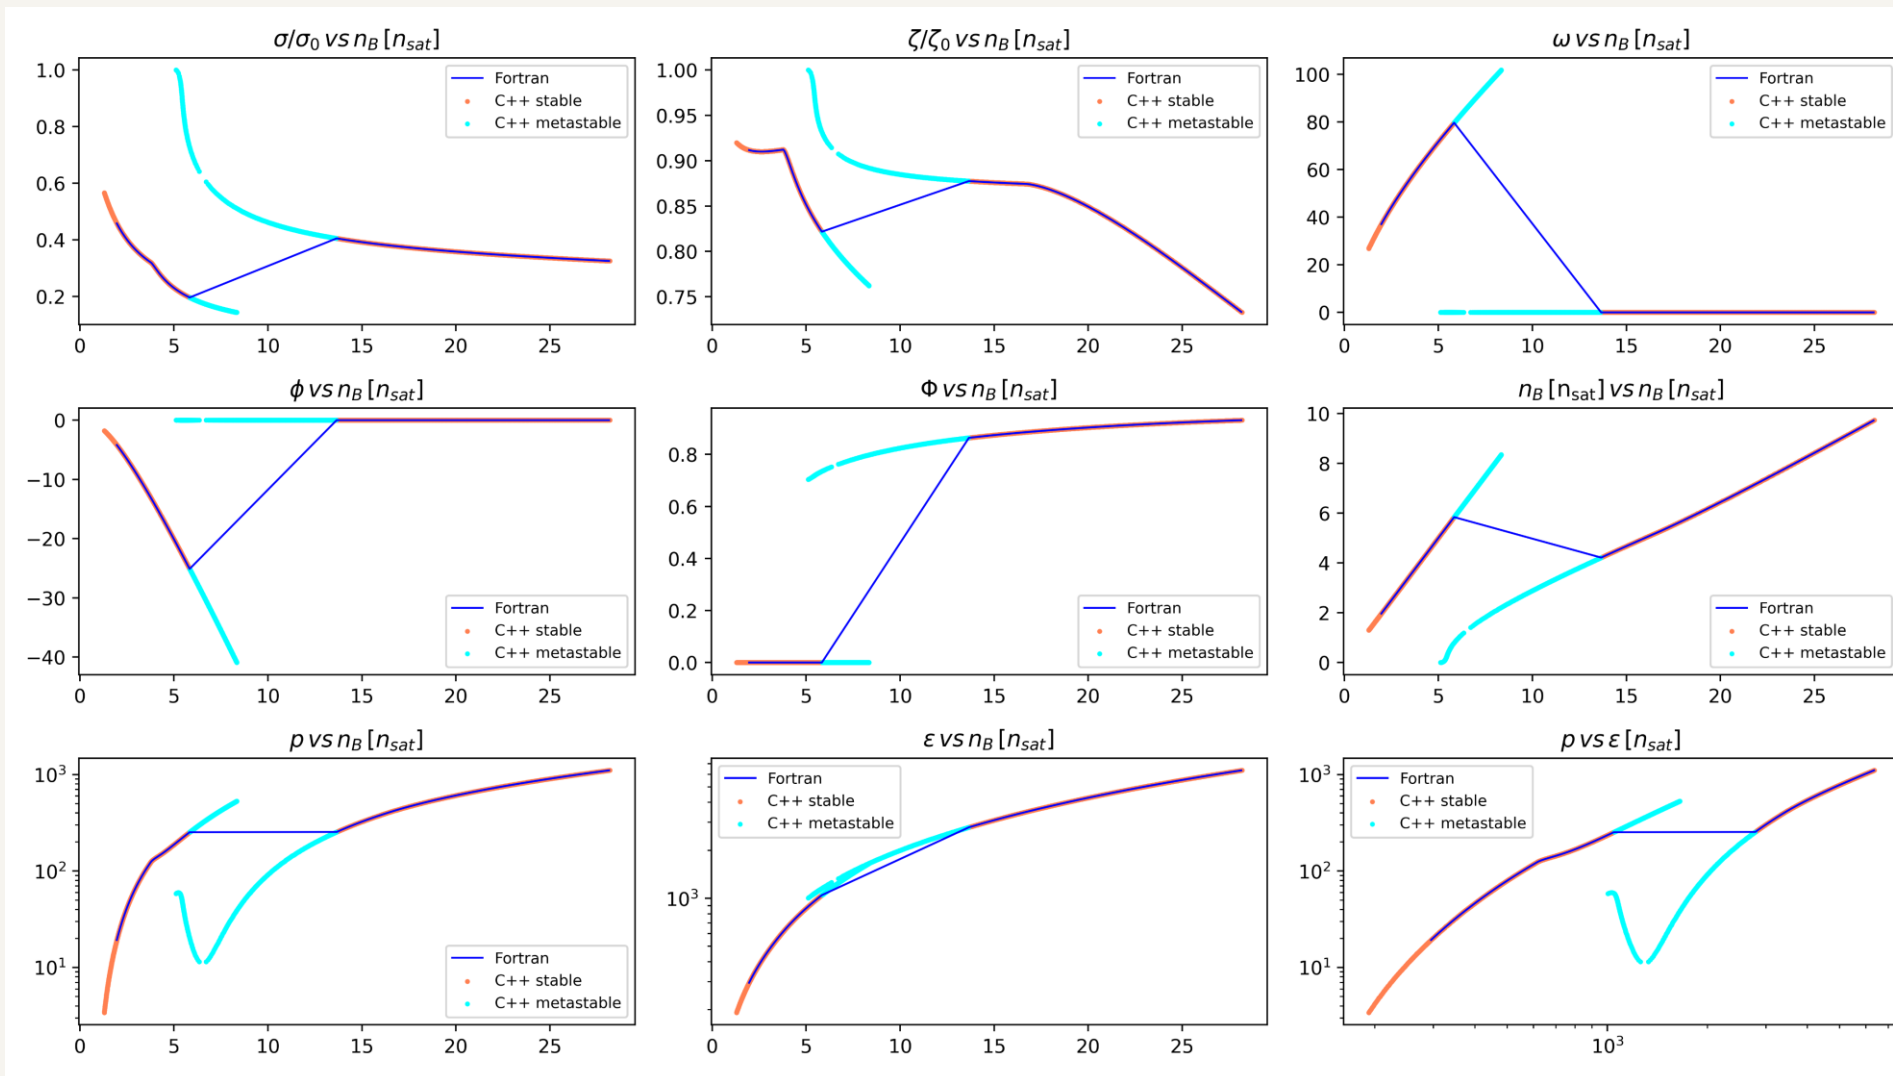 σ/σ₀ vs n_B [n_sat]
1.0
0.8
0.6
0.4
0.2
0 5 10 15 20 25
Fortran
C++ stable
C++ metastable
ζ/ζ₀ vs n_B [n_sat]
1.00
0.95
0.90
0.85
0.80
0.75
0 5 10 15 20 25
Fortran
C++ stable
C++ metastable
ω vs n_B [n_sat]
100
80
60
40
20
0
0 5 10 15 20 25
Fortran
C++ stable
C++ metastable
ϕ vs n_B [n_sat]
0
−10
−20
−30
−40
0 5 10 15 20 25
Fortran
C++ stable
C++ metastable
Φ vs n_B [n_sat]
0.8
0.6
0.4
0.2
0.0
0 5 10 15 20 25
Fortran
C++ stable
C++ metastable
n_B [n_sat] vs n_B [n_sat]
10
8
6
4
2
0
0 5 10 15 20 25
Fortran
C++ stable
C++ metastable
p vs n_B [n_sat]
10³
10²
10¹
0 5 10 15 20 25
Fortran
C++ stable
C++ metastable
ε vs n_B [n_sat]
10³
0 5 10 15 20 25
Fortran
C++ stable
C++ metastable
p vs ε [n_sat]
10³
10²
10¹
10³
Fortran
C++ stable
C++ metastable